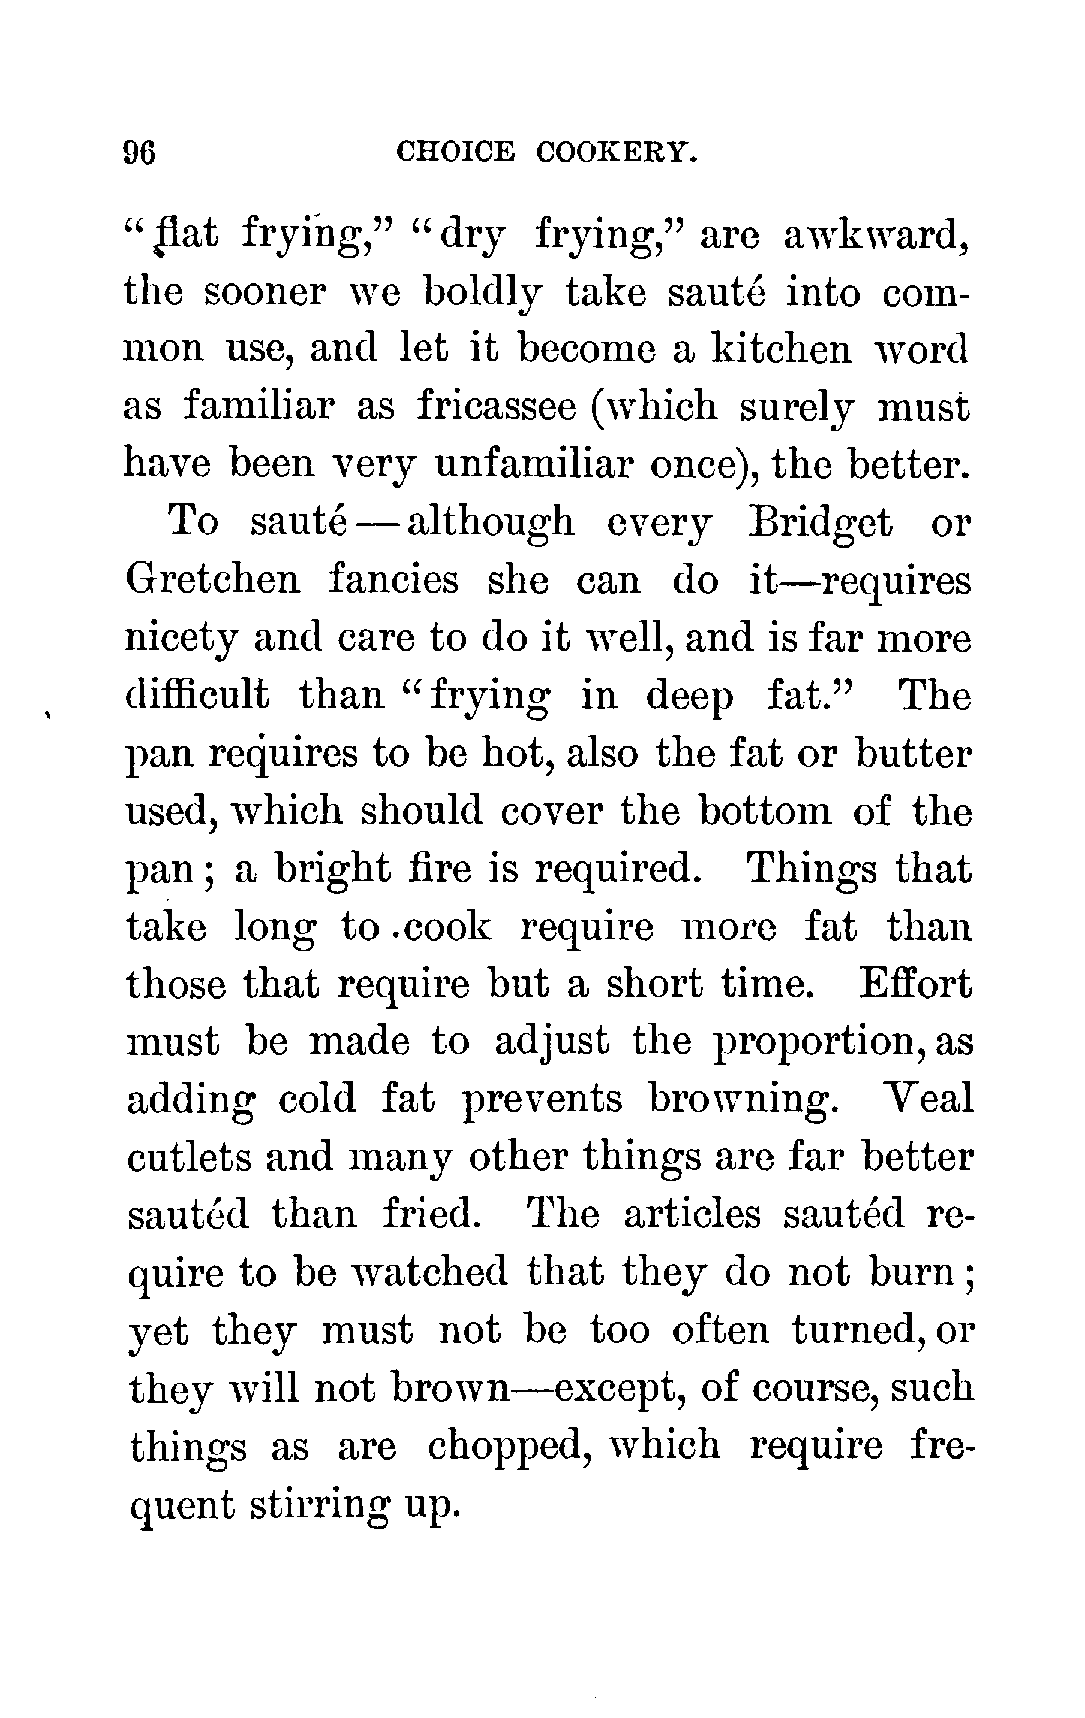 96 CHOICE COOKERY.
“flat frying,” “dry frying,” are awkward,
the sooner we boldly take sauté into com-
mon use, and let it become a kitchen word
as familiar as fricassee (which surely must
have been very unfamiliar once), the better.
To sauté—although every Bridget or
Gretchen fancies she can do it—requires
nicety and care to do it well, and is far more
difficult than “frying in deep fat.” The
pan requires to be hot, also the fat or butter
used, which should cover the bottom of the
pan; a bright fire is required. Things that
take long to cook require more fat than
those that require but a short time. Effort
must be made to adjust the proportion, as
adding cold fat prevents browning. Veal
cutlets and many other things are far better
sautéd than fried. The articles sautéd re-
quire to be watched that they do not burn;
yet they must not be too often turned, or
they will not brown—except, of course, such
things as are chopped, which require fre-
quent stirring up.